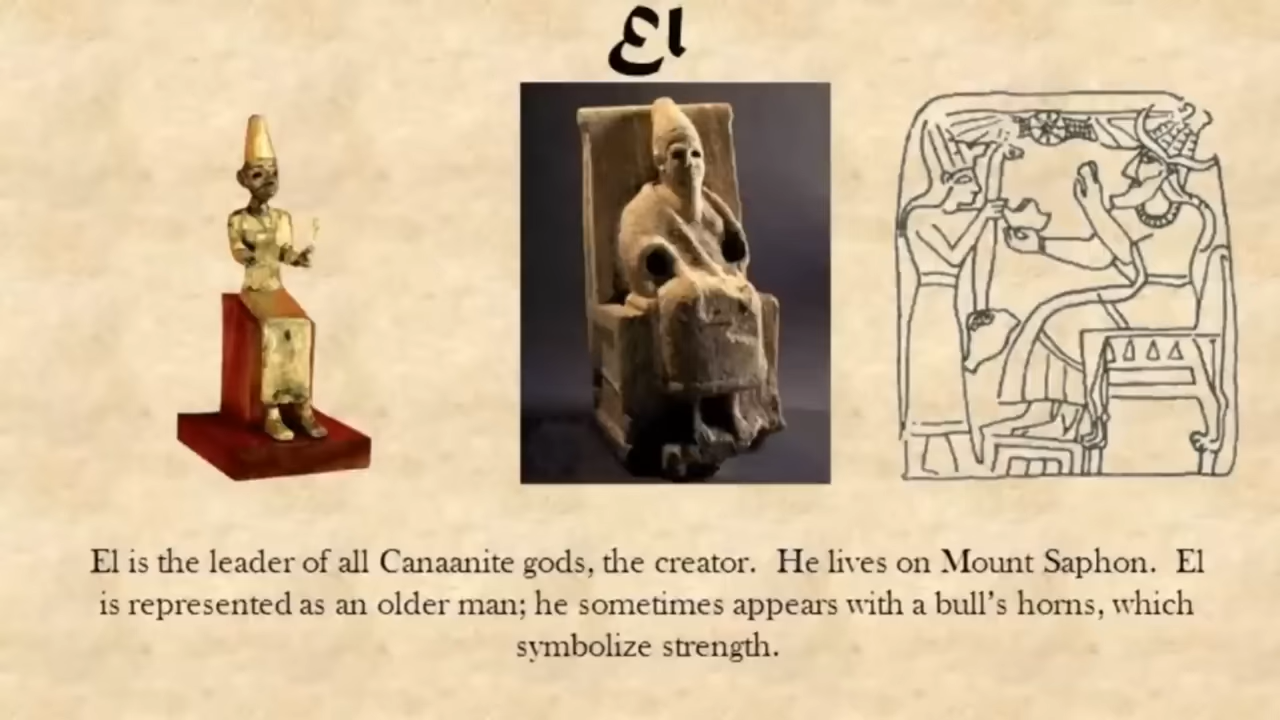 El
El is the leader of all Canaanite gods, the creator.  He lives on Mount Saphon.  El
is represented as an older man; he sometimes appears with a bull's horns, which
symbolize strength.